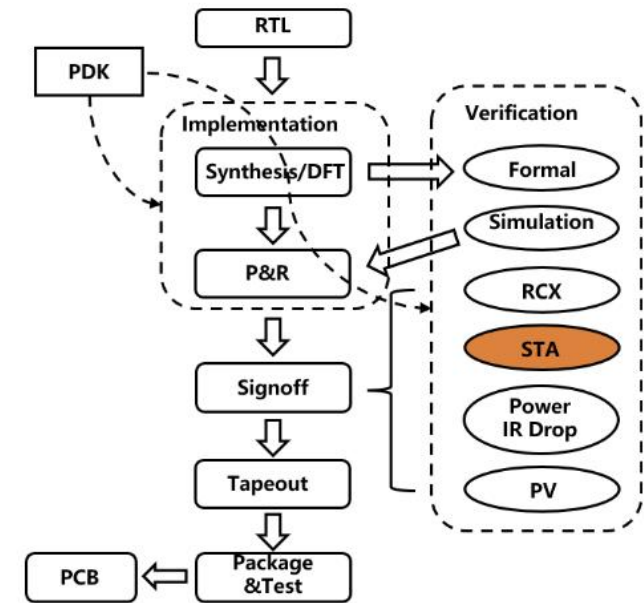 RTL
PDK
Implementation
Verification
Synthesis/DFT
Formal
Simulation
P&R
RCX
STA
Signoff
Power
IR Drop
Tapeout
PV
PCB
Package
&Test